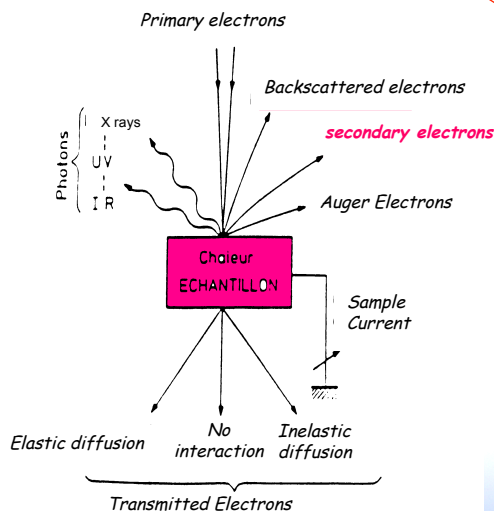 Primary electrons
Backscattered electrons
X rays
secondary electrons
Photons
UV
Auger Electrons
IR
Chaleur
ECHANTILLON
Sample
Current
Elastic diffusion
No
interaction
Inelastic
diffusion
Transmitted Electrons